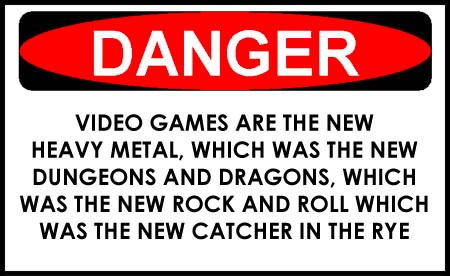 DANGER
VIDEO GAMES ARE THE NEW
HEAVY METAL, WHICH WAS THE NEW
DUNGEONS AND DRAGONS, WHICH
WAS THE NEW ROCK AND ROLL WHICH
WAS THE NEW CATCHER IN THE RYE